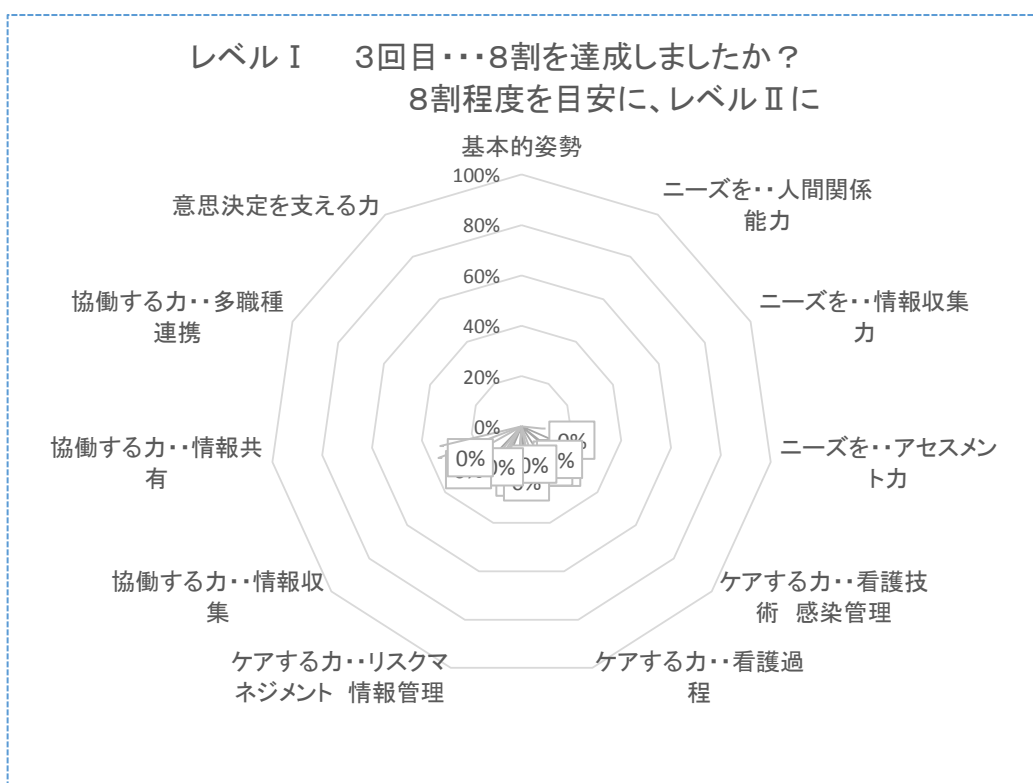 レベルⅠ　３回目・・・８割を達成しましたか？
８割程度を目安に、レベルⅡに
基本的姿勢
100%
80%
60%
40%
20%
0%
ニーズを・・人間関係
能力
ニーズを・・情報収集
力
ニーズを・・アセスメン
ト力
ケアする力・・看護技
術　感染管理
ケアする力・・看護過
程
ケアする力・・リスクマ
ネジメント　情報管理
協働する力・・情報収
集
協働する力・・情報共
有
協働する力・・多職種
連携
意思決定を支える力
0%
0%
0%